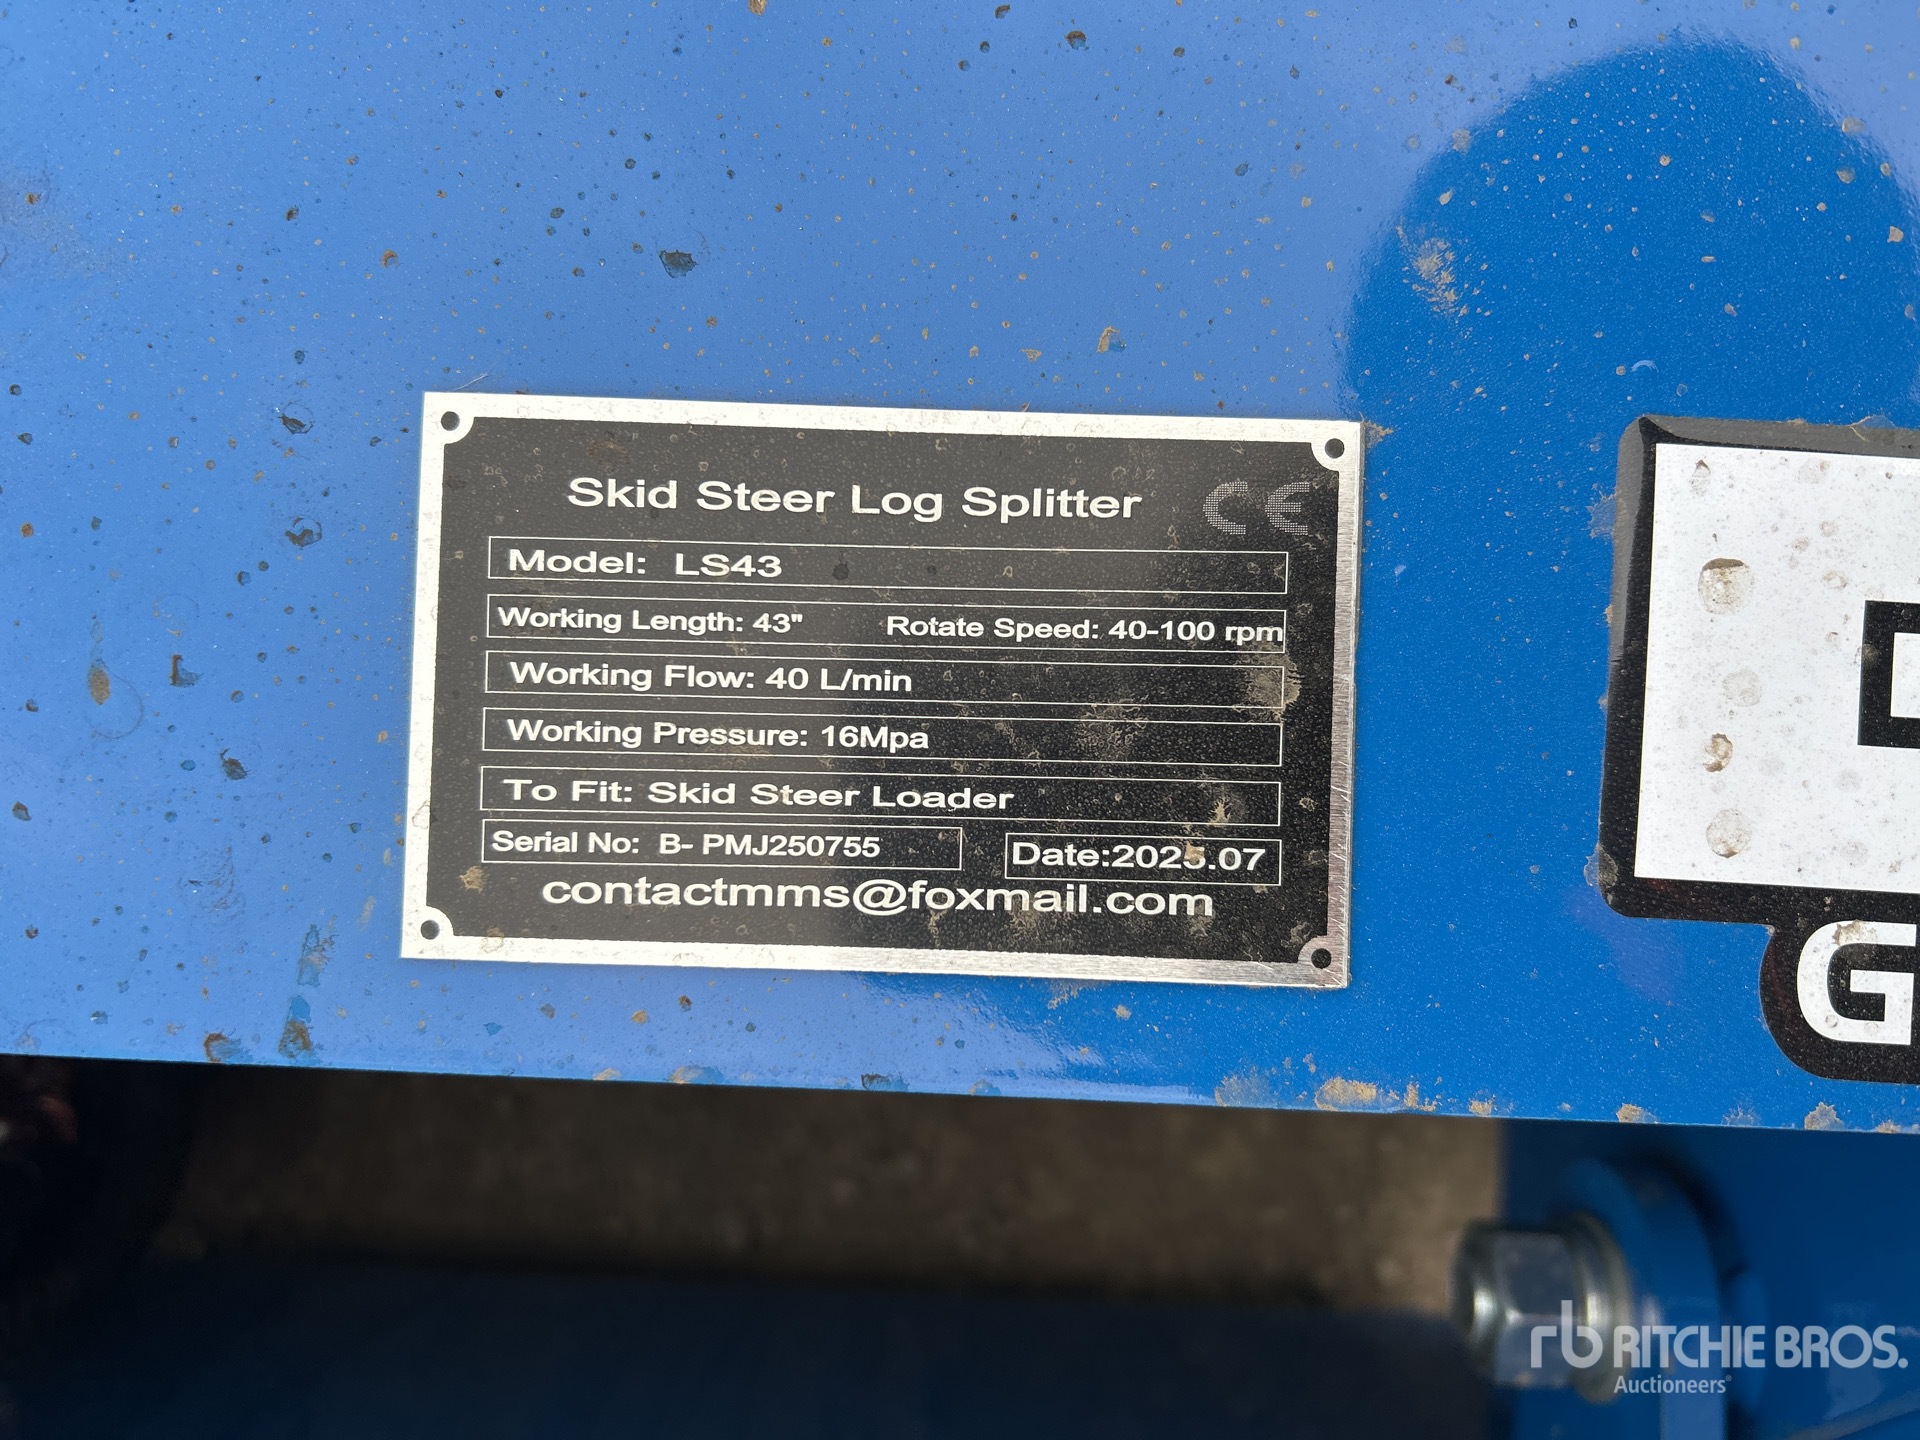 Skid Steer Log Splitter CE
Model: LS43
Working Length: 43" Rotate Speed: 40-100 rpm
Working Flow: 40 L/min
Working Pressure: 16Mpa
To Fit: Skid Steer Loader
Serial No: B- PMJ250755 Date:2025.07
contactmms@foxmail.com
G
rb RITCHIE BROS.
Auctioneers®